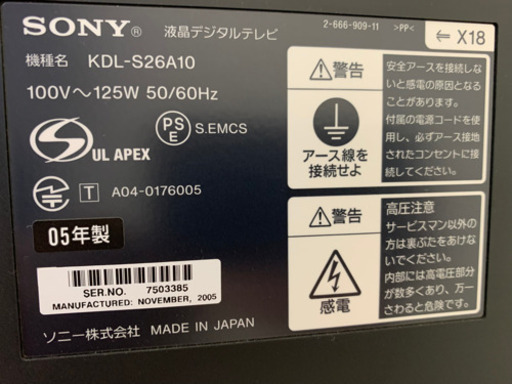 SONY® 液晶デジタルテレビ
2-666-909-11 >PP<
⇐ X18
機種名 KDL-S26A10
100V～125W 50/60Hz
UL APEX
PSE S.EMCS
T A04-0176005
05年製
SER.NO. 7503385
MANUFACTURED: NOVEMBER, 2005
ソニー株式会社 MADE IN JAPAN
警告
アース線を
接続せよ
安全アースを接続しない
と感電の原因となる
ことがあります。
付属の電源コードを使
用し、必ずアース接地
されたコンセントに接
続してください。
警告
感電
高圧注意
サービスマン以外の
方は裏ぶたをあけな
いでください。
内部には高電圧部分
が数多くあり、万一
さわると危険です。